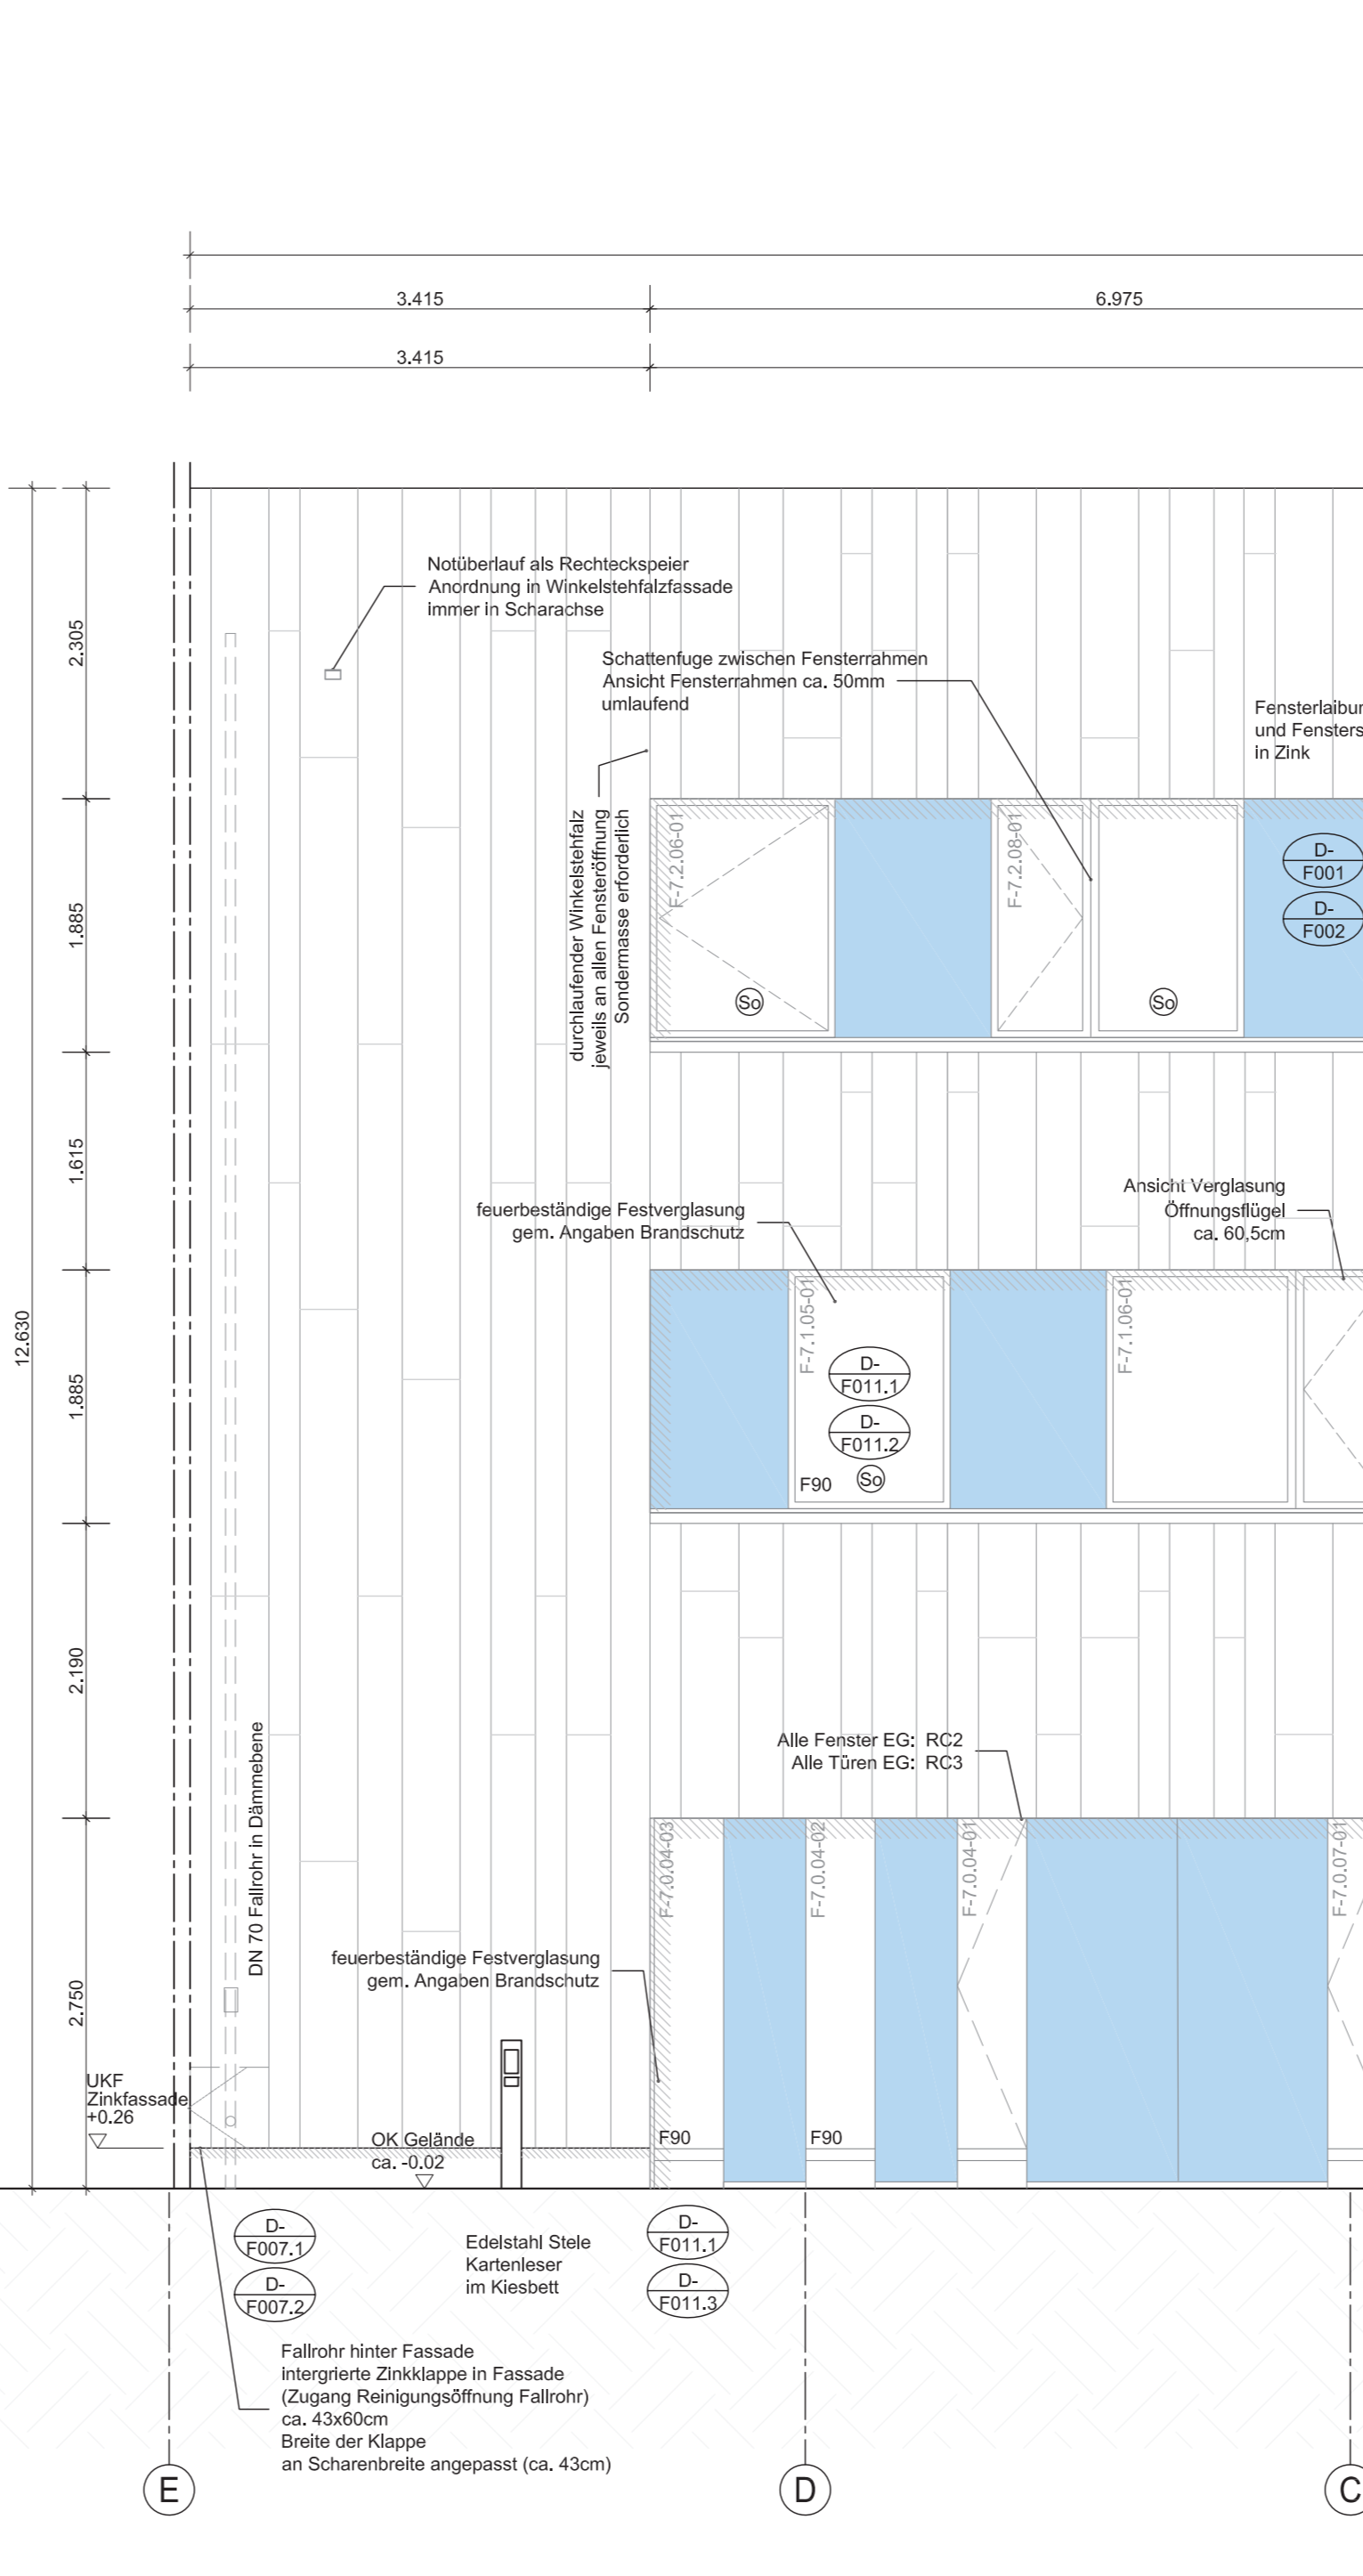 3.415
6.975
3.415
Notüberlauf als Rechteckspeier
Anordnung in Winkelstehfalzfassade
immer in Scharachse
2.305
Schattenfuge zwischen Fensterrahmen
Ansicht Fensterrahmen ca. 50mm
umlaufend
Fensterlaibun
und Fensters
in Zink
durchlaufender Winkelstehfalz
jeweils an allen Fensteröffnung
Sondermasse erforderlich
F-7.2.06-01
F-7.2.08-01
D-
F001
D-
F002
1.885
So
So
1.615
feuerbeständige Festverglasung
gem. Angaben Brandschutz
Ansicht Verglasung
Öffnungsflügel
ca. 60,5cm
12.630
1.885
F-7.1.05-01
F-7.1.06-01
D-
F011.1
D-
F011.2
F90
So
2.190
Alle Fenster EG: RC2
Alle Türen EG: RC3
DN 70 Fallrohr in Dämmebene
F-7.0.04-03
F-7.0.04-02
F-7.0.04-01
F-7.0.07-01
feuerbeständige Festverglasung
gem. Angaben Brandschutz
2.750
UKF
Zinkfassade
+0.26
OK Gelände
ca. -0.02
F90
F90
D-
F007.1
D-
F007.2
Edelstahl Stele
Kartenleser
im Kiesbett
D-
F011.1
D-
F011.3
Fallrohr hinter Fassade
intergrierte Zinkklappe in Fassade
(Zugang Reinigungsöffnung Fallrohr)
ca. 43x60cm
Breite der Klappe
an Scharenbreite angepasst (ca. 43cm)
E
D
C